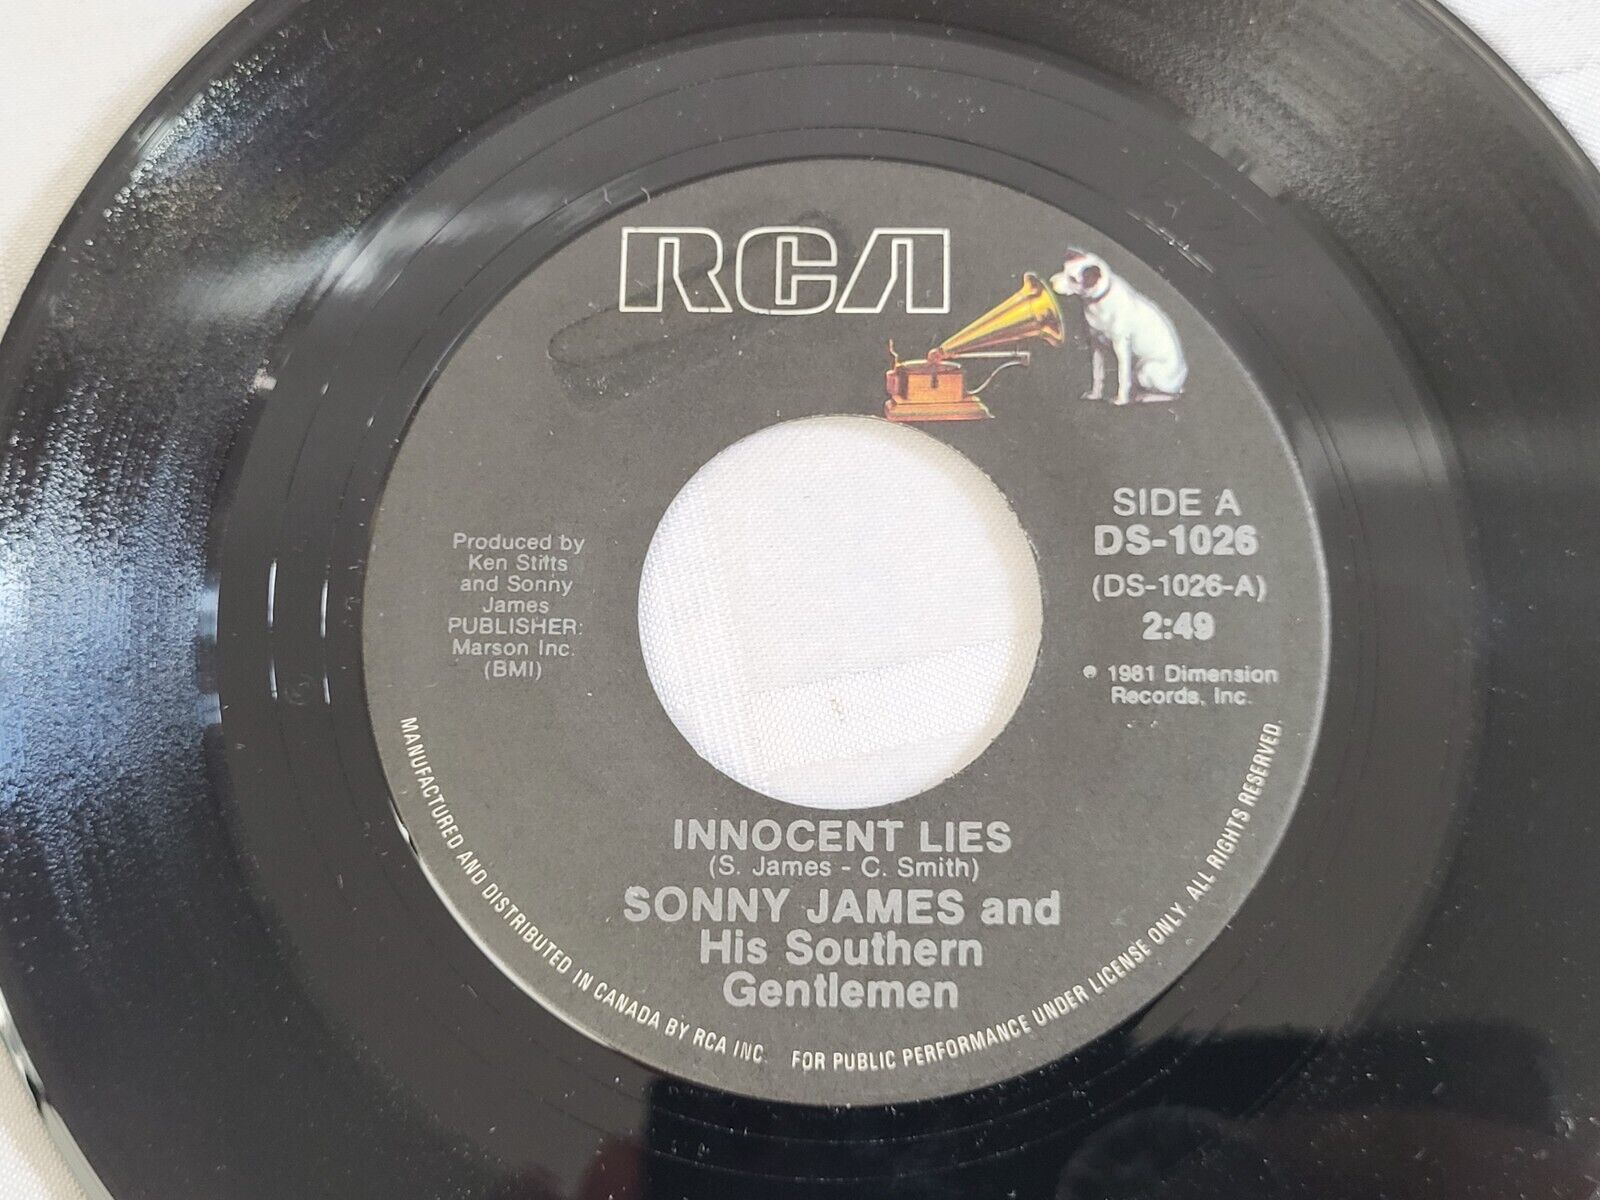 RCA
SIDE A
DS-1026
(DS-1026-A)
2:49
℗ 1981 Dimension
Records, Inc.
Produced by
Ken Stilts
and Sonny
James
PUBLISHER:
Marson Inc.
(BMI)
INNOCENT LIES
(S. James - C. Smith)
SONNY JAMES and
His Southern
Gentlemen
MANUFACTURED AND DISTRIBUTED IN CANADA BY RCA INC. FOR PUBLIC PERFORMANCE UNDER LICENSE ONLY. ALL RIGHTS RESERVED.